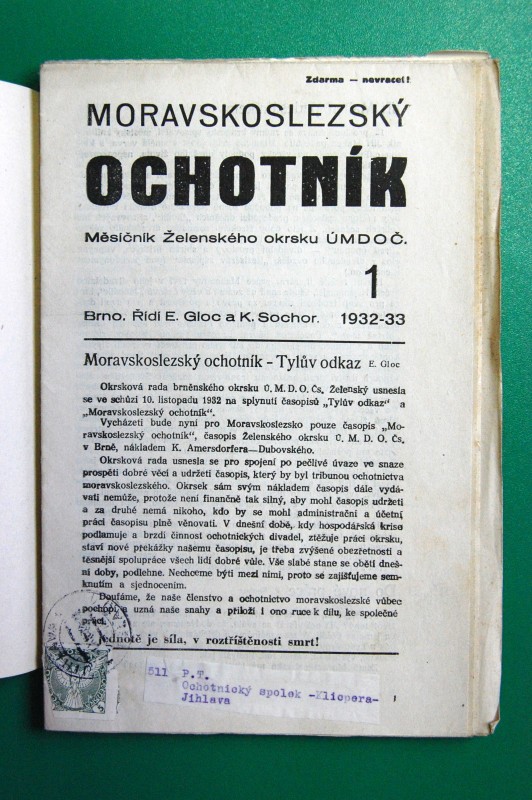 Zdarma — nevracet!
MORAVSKOSLEZSKÝ
OCHOTNÍK
Měsíčník Želenského okrsku ÚMDOČ.
1
Brno. Řídí E. Gloc a K. Sochor. 1932-33
Moravskoslezský ochotník - Tylův odkaz E. Gloc
Okrsková rada brněnského okrsku Ú. M. D. O. Čs. Želenský usnesla
se ve schůzi 10. listopadu 1932 na splynutí časopisů „Tylův odkaz“ a
„Moravskoslezský ochotník“.
Vycházeti bude nyní pro Moravskoslezsko pouze časopis „Mo-
ravskoslezský ochotník“, časopis Želenského okrsku Ú. M. D. O. Čs.
v Brně, nákladem K. Amersdorfera—Dubovského.
Okrsková rada usnesla se pro spojení po pečlivé úvaze ve snaze
prospěti dobré věci a udržeti časopis, který by byl tribunou ochotnictva
moravskoslezského. Okrsek sám svým nákladem časopis dále vydá-
vati nemůže, protože není finančně tak silný, aby mohl časopis udržeti
a za druhé nemá nikoho, kdo by se mohl administrační a účetní
práci časopisu plně věnovati. V dnešní době, kdy hospodářská krise
podlamuje a brzdí činnost ochotnických divadel, ztěžuje práci okrsku,
staví nové překážky našemu časopisu, je třeba zvýšené obezřetnosti a
těsnější spolupráce všech lidí dobré vůle. Vše slabé stane se obětí dneš-
ní doby, podlehne. Nechceme býti mezi nimi, proto se zajišťujeme semk-
nutím a sjednocením.
Doufáme, že naše členstvo a ochotnictvo moravskoslezské vůbec
pochopí a uzná naše snahy a přiloží i ono ruce k dílu, ke společné
práci.
V jednotě je síla, v roztříštěnosti smrt!
511 P.T.
Ochotnický spolek -Klicpera-
Jihlava